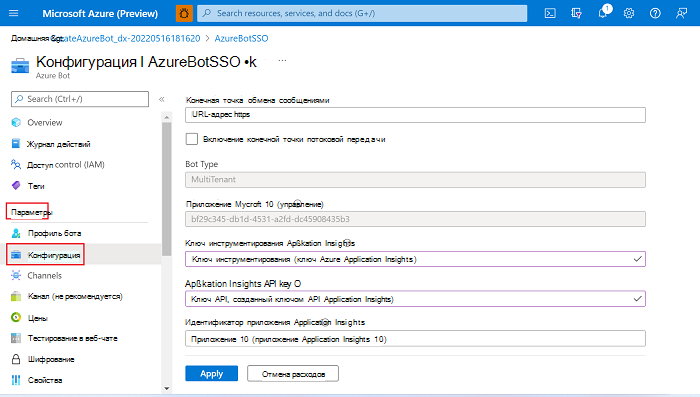 Microsoft Azure (Preview)
Search resources, services, and docs (G+/)
1
Домашняя &gt;
CreateAzureBot_dx-20220516181620 > AzureBotSSO
Конфигурация I AzureBotSSO •k ...
Azure Bot
Search (Ctrl+/)
«
Overview
Журнал действий
Доступ control (IAM)
Теги
Параметры
Профиль бота
Конфигурация
Channels
Канал (не рекомендуется)
Цены
Тестирование в веб-чате
Шифрование
Свойства
Конечная точка обмена сообщениями
URL-адрес https
Включение конечной точки потоковой передачи
Bot Type
MultiTenant
Приложение Mycroft 10 (управление)
bf29c345-db1d-4531-a2fd-dc45908435b3
Ключ инструментирования Apßkation Insights
Ключ инструментирования (ключ Azure Application Insights)
Apßkation Insights API key O
Ключ API, созданный ключом API Application Insights)
Идентификатор приложения Application Insights
Приложение 10 (приложение Application Insights 10)
Apply
Отмена расходов